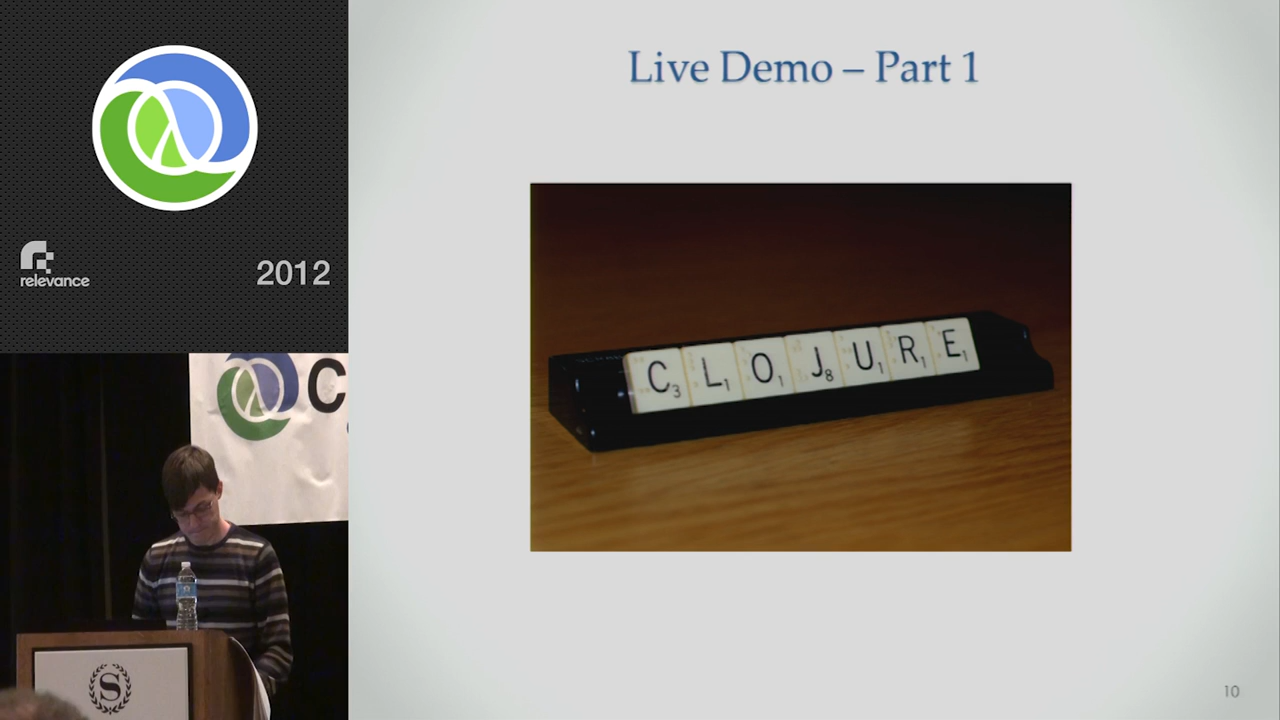 relevance
2012
C
S
Live Demo – Part 1
C3 L1 O1 J8 U1 R1 E1
10